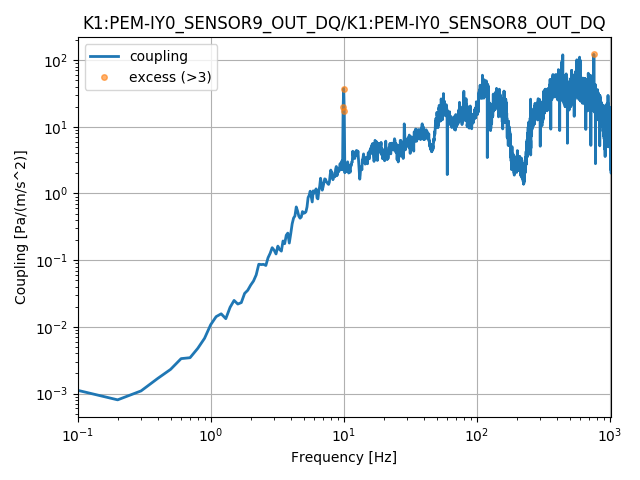 K1:PEM-IY0_SENSOR9_OUT_DQ/K1:PEM-IY0_SENSOR8_OUT_DQ
coupling
excess (>3)
Coupling [Pa/(m/s^2)]
10^2
10^1
10^0
10^−1
10^−2
10^−3
10^−1 10^0 10^1 10^2 10^3
Frequency [Hz]